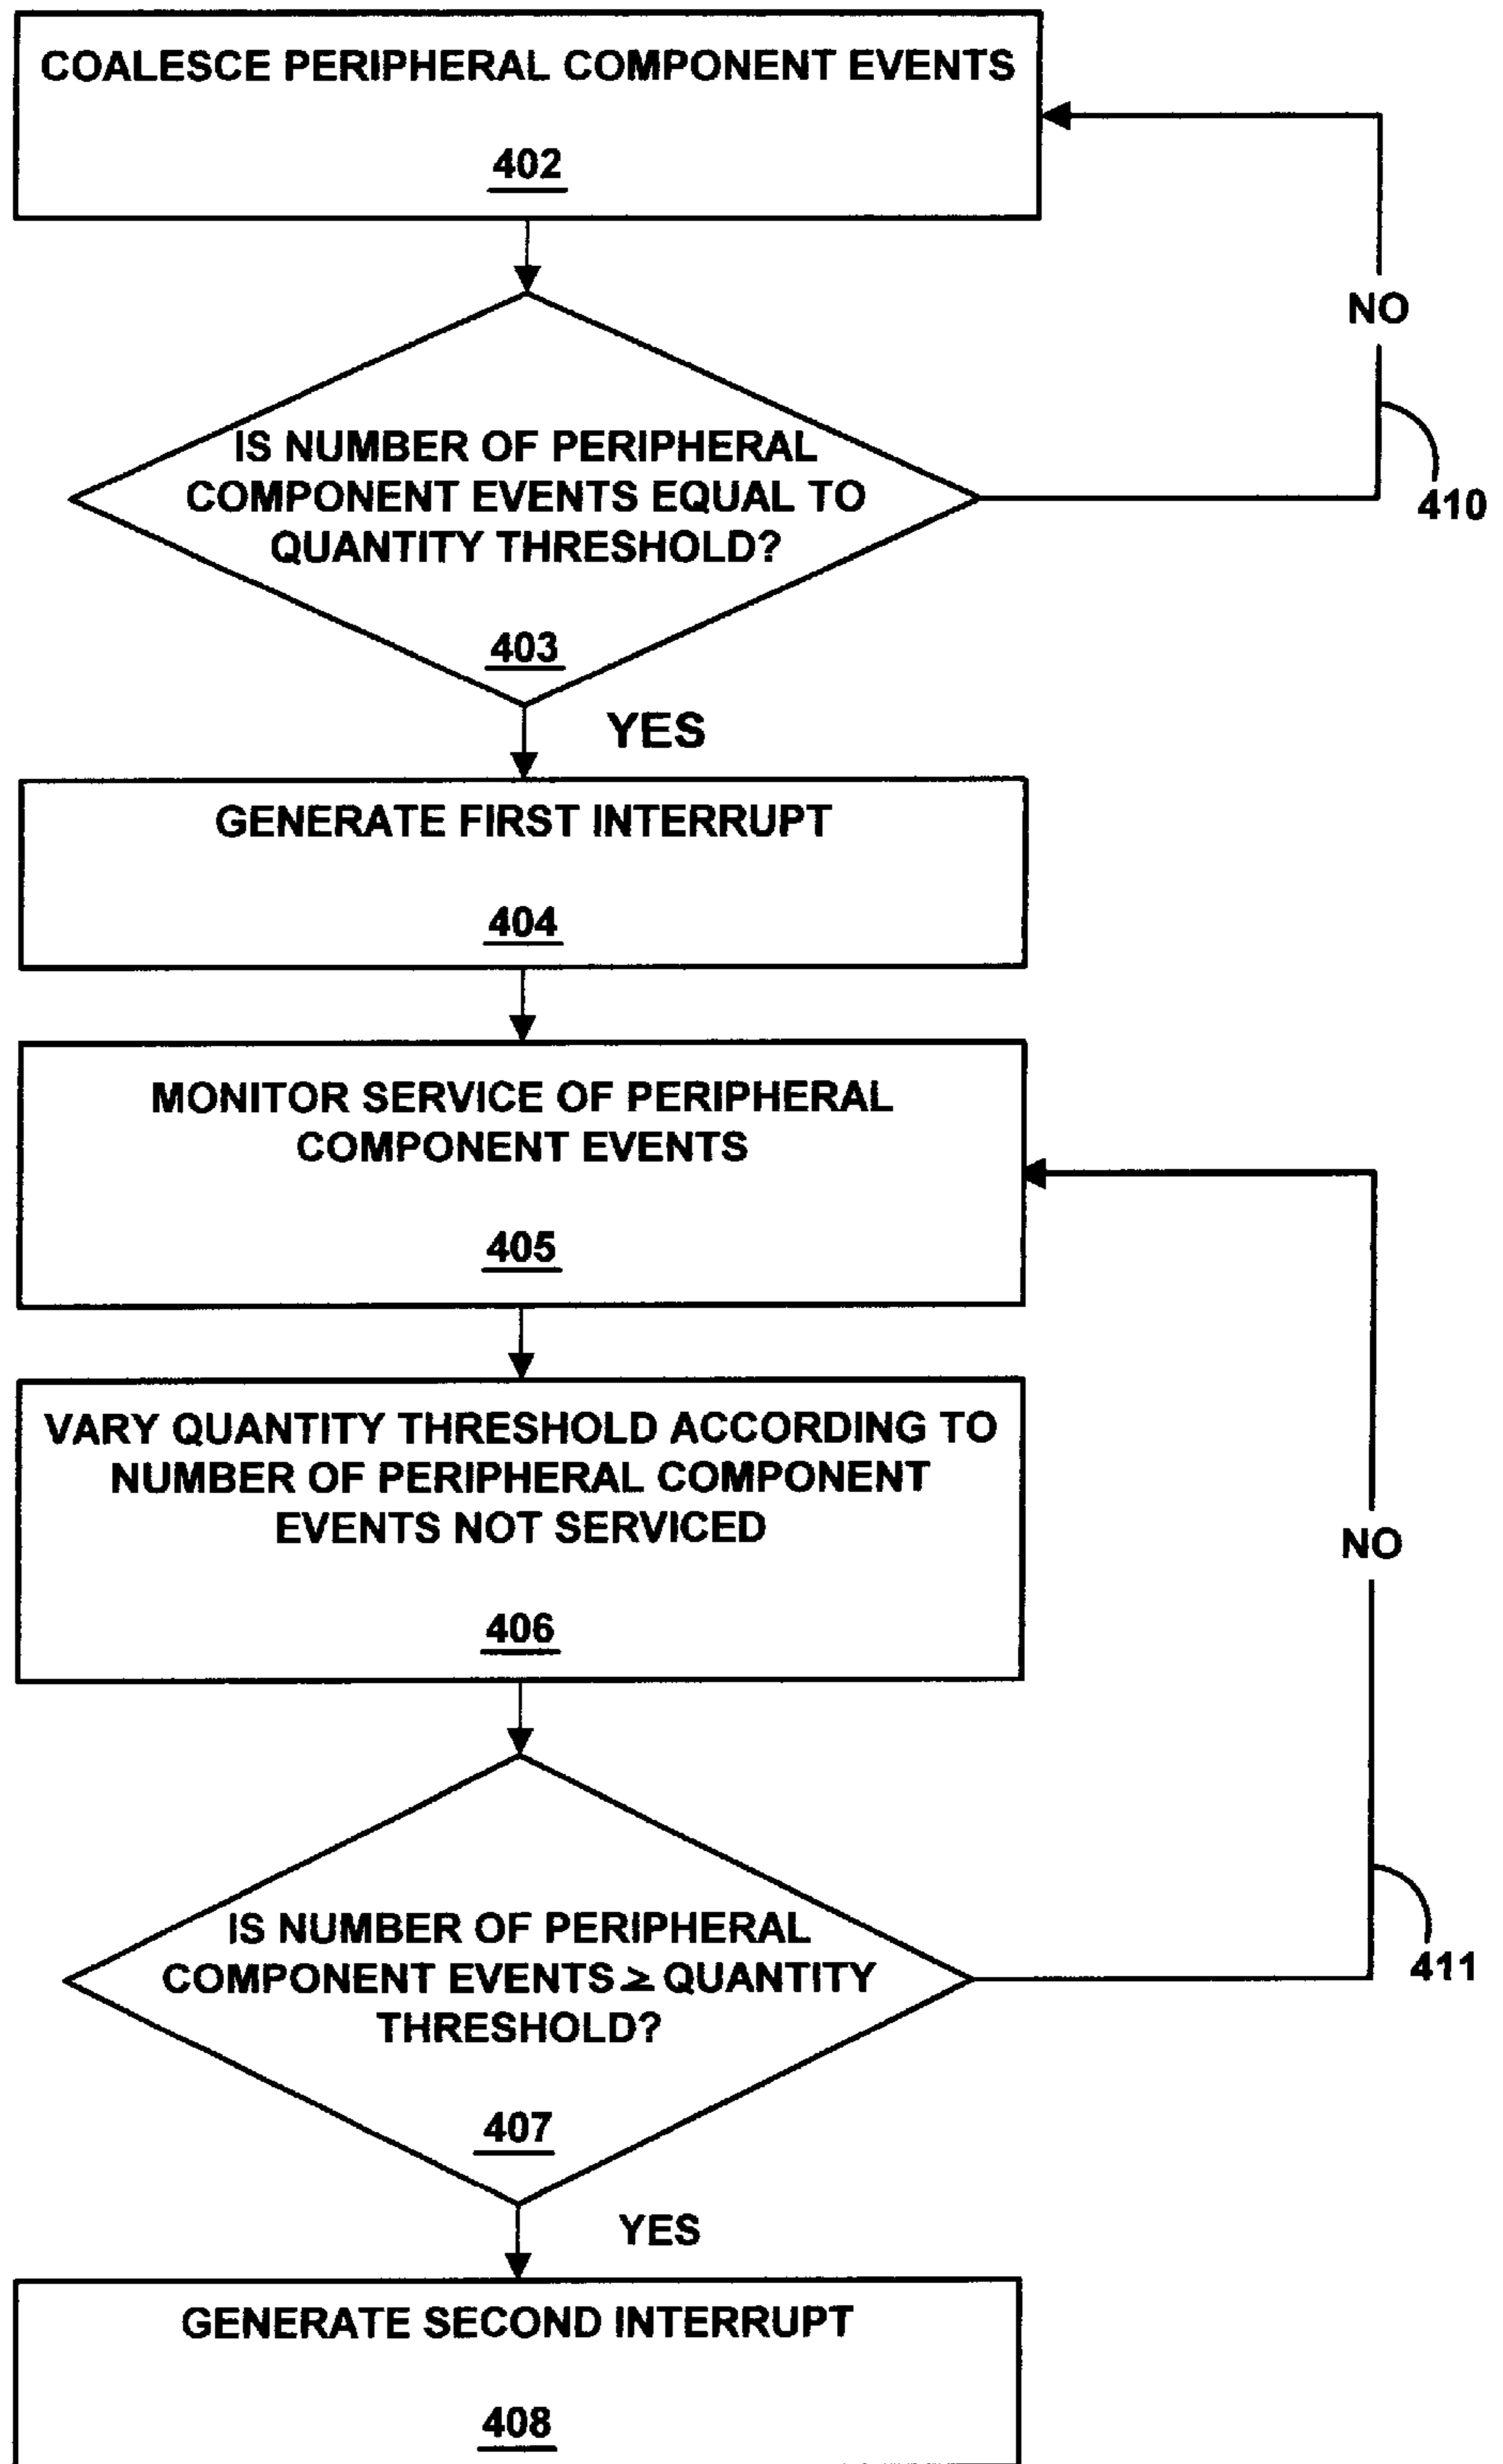 COALESCE PERIPHERAL COMPONENT EVENTS
402
NO
IS NUMBER OF PERIPHERAL
COMPONENT EVENTS EQUAL TO
QUANTITY THRESHOLD?
410
403
YES
GENERATE FIRST INTERRUPT
404
MONITOR SERVICE OF PERIPHERAL
COMPONENT EVENTS
405
VARY QUANTITY THRESHOLD ACCORDING TO
NUMBER OF PERIPHERAL COMPONENT
EVENTS NOT SERVICED
NO
406
IS NUMBER OF PERIPHERAL
COMPONENT EVENTS ≥ QUANTITY
THRESHOLD?
411
407
YES
GENERATE SECOND INTERRUPT
408